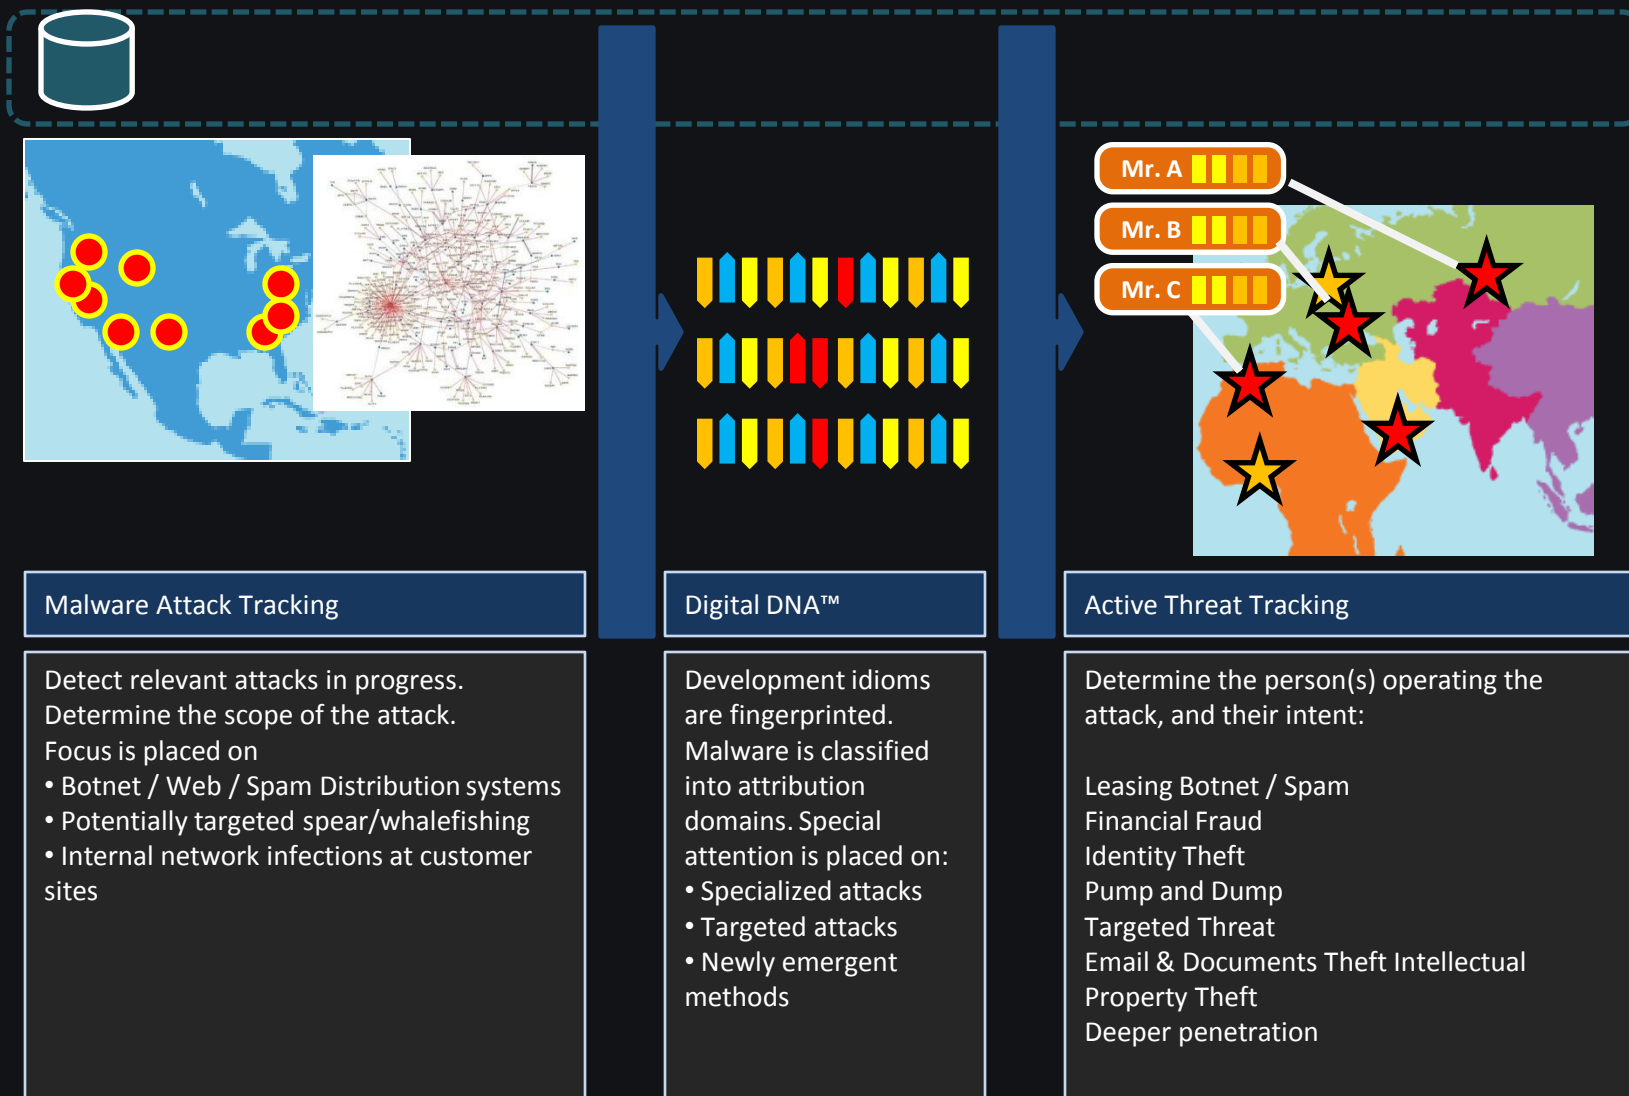 Mr. A
Mr. B
Mr. C
Malware Attack Tracking
Digital DNA™
Active Threat Tracking
Detect relevant attacks in progress.
Determine the scope of the attack.
Focus is placed on
• Botnet / Web / Spam Distribution systems
• Potentially targeted spear/whalefishing
• Internal network infections at customer
sites
Development idioms
are fingerprinted.
Malware is classified
into attribution
domains. Special
attention is placed on:
• Specialized attacks
• Targeted attacks
• Newly emergent
methods
Determine the person(s) operating the
attack, and their intent:
Leasing Botnet / Spam
Financial Fraud
Identity Theft
Pump and Dump
Targeted Threat
Email & Documents Theft Intellectual
Property Theft
Deeper penetration